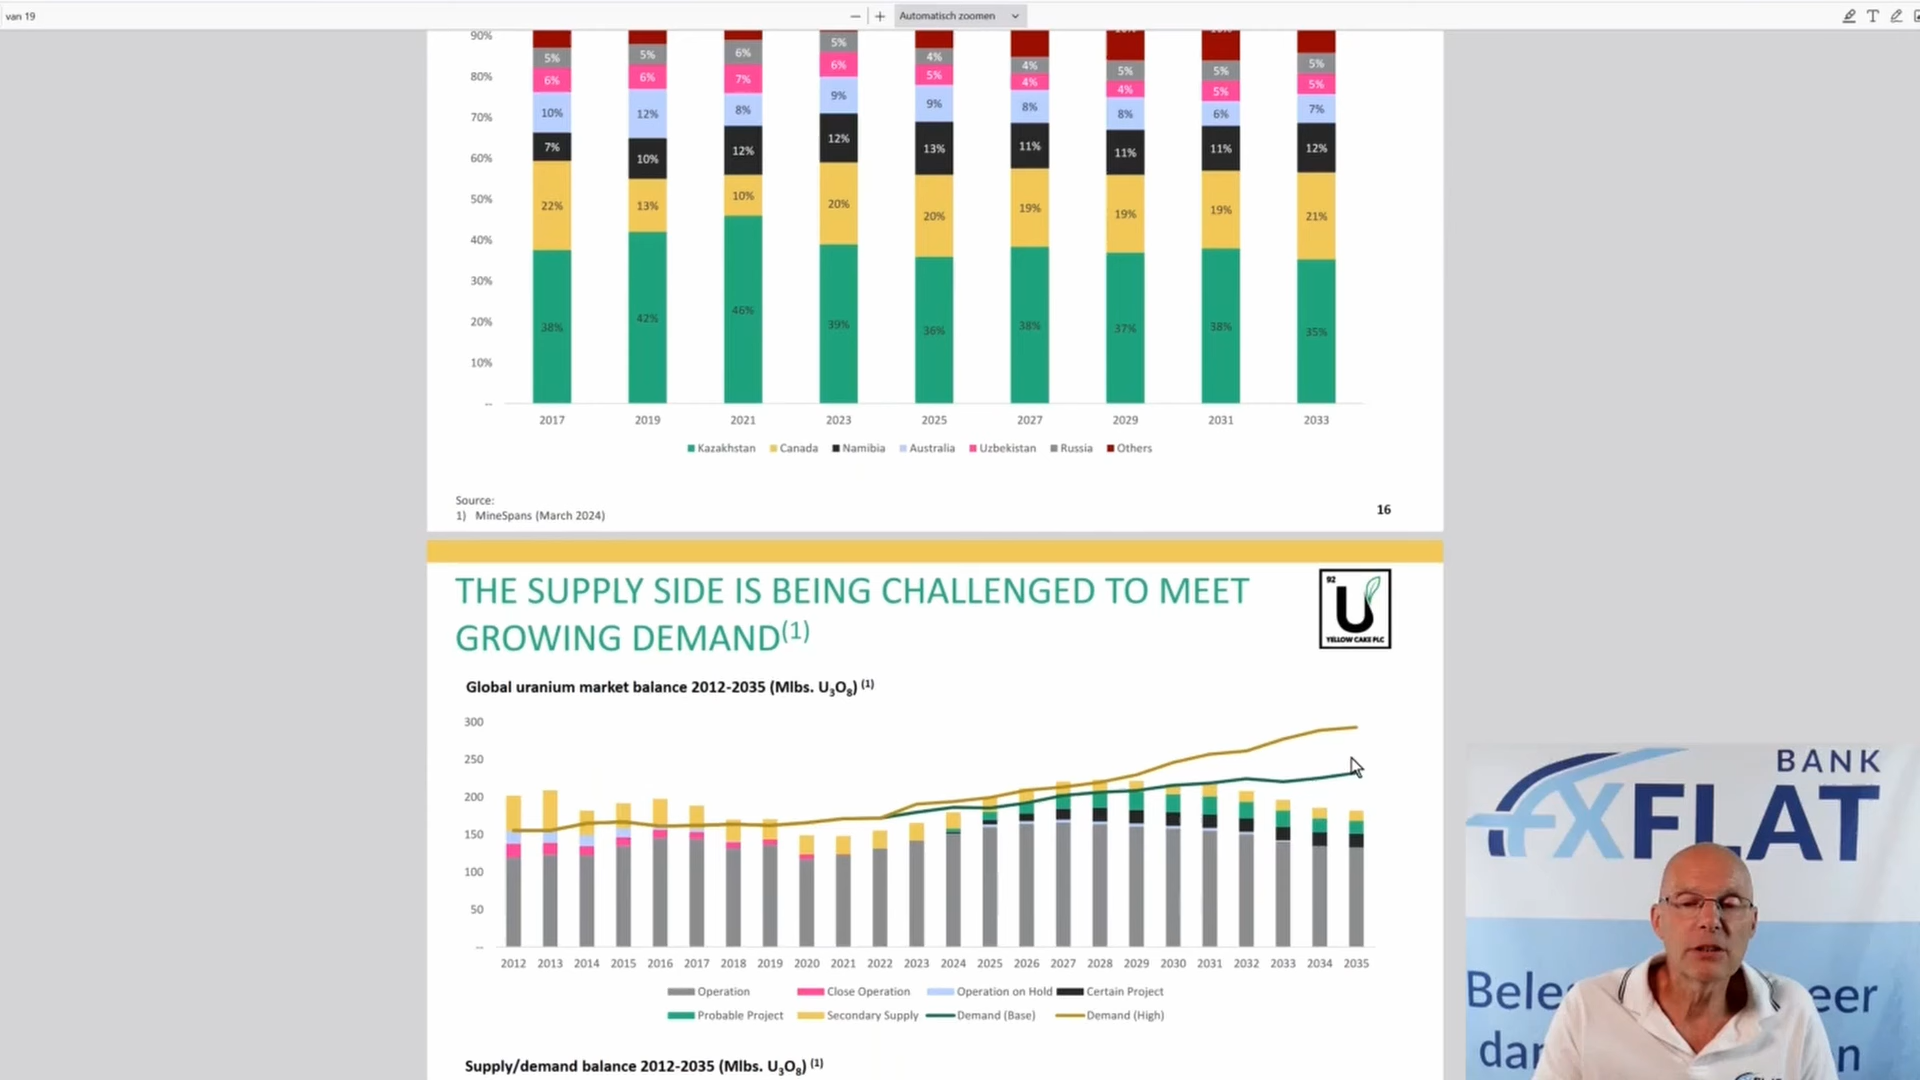 van 19
Automatisch zoomen
90%
80%
70%
60%
50%
40%
30%
20%
10%
--
5% 5% 6% 5% 4% 4% 5% 5% 5%
6% 6% 7% 6% 5% 4% 4% 5% 5%
10% 12% 8% 9% 9% 8% 8% 6% 7%
7% 10% 12% 12% 13% 11% 11% 11% 12%
22% 13% 10% 20% 20% 19% 19% 19% 21%
38% 42% 46% 39% 36% 38% 37% 38% 35%
2017 2019 2021 2023 2025 2027 2029 2031 2033
Kazakhstan Canada Namibia Australia Uzbekistan Russia Others
Source:
1) MineSpans (March 2024)
16
THE SUPPLY SIDE IS BEING CHALLENGED TO MEET
GROWING DEMAND(1)
92
U
YELLOW CAKE PLC
Global uranium market balance 2012-2035 (Mlbs. U3O8) (1)
300
250
200
150
100
50
--
2012 2013 2014 2015 2016 2017 2018 2019 2020 2021 2022 2023 2024 2025 2026 2027 2028 2029 2030 2031 2032 2033 2034 2035
Operation Close Operation Operation on Hold Certain Project
Probable Project Secondary Supply Demand (Base) Demand (High)
Supply/demand balance 2012-2035 (Mlbs. U3O8) (1)
BANK
FXFLAT